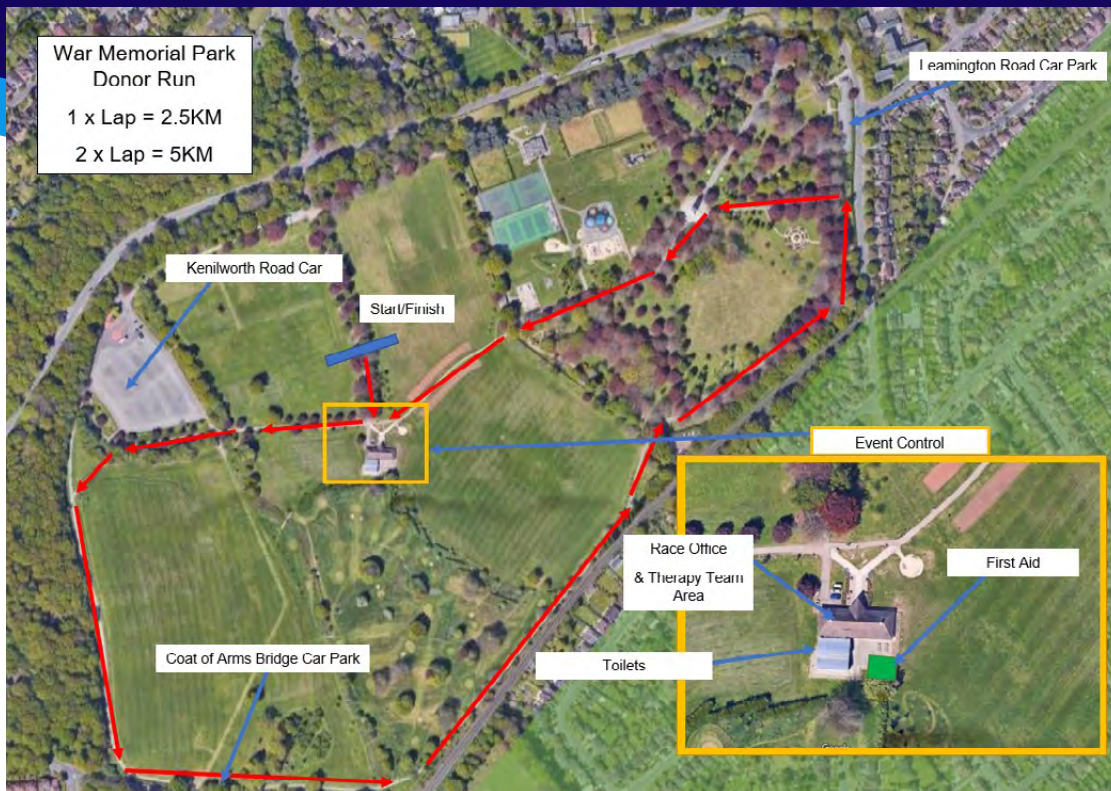 War Memorial Park
Donor Run
1 x Lap = 2.5KM
2 x Lap = 5KM
Leamington Road Car Park
Kenilworth Road Car
Start/Finish
Event Control
Race Office
& Therapy Team
Area
First Aid
Toilets
Coat of Arms Bridge Car Park